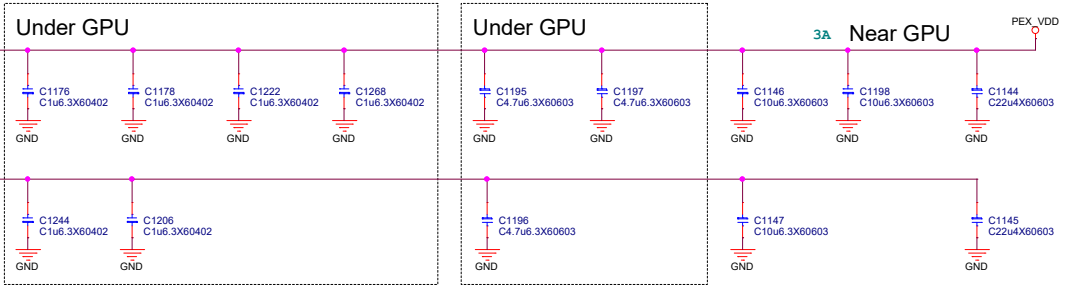 Under GPU
Under GPU
3A Near GPU
PEX_VDD
C1176
C1u6.3X60402
C1178
C1u6.3X60402
C1222
C1u6.3X60402
C1268
C1u6.3X60402
C1195
C4.7u6.3X60603
C1197
C4.7u6.3X60603
C1146
C10u6.3X60603
C1198
C10u6.3X60603
C1144
C22u4X60603
GND
GND
GND
GND
GND
GND
GND
GND
GND
C1244
C1u6.3X60402
C1206
C1u6.3X60402
C1196
C4.7u6.3X60603
C1147
C10u6.3X60603
C1145
C22u4X60603
GND
GND
GND
GND
GND